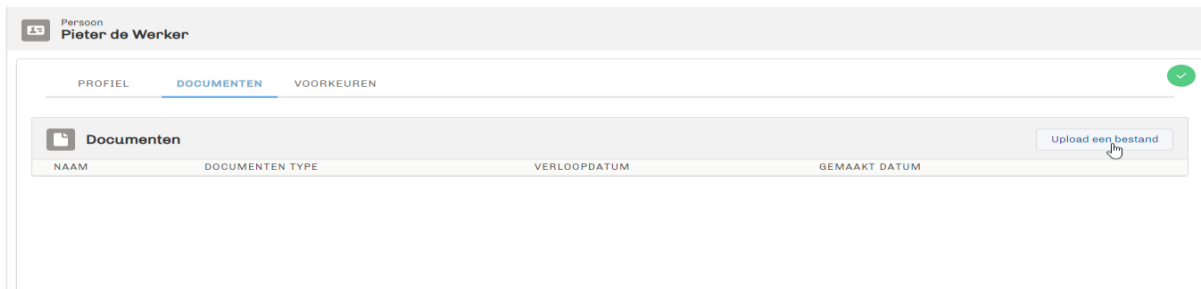 Persoon
Pieter de Werker
PROFIEL DOCUMENTEN VOORKEUREN
Documenten Upload een bestand
NAAM DOCUMENTEN TYPE VERLOOPDATUM GEMAAKT DATUM